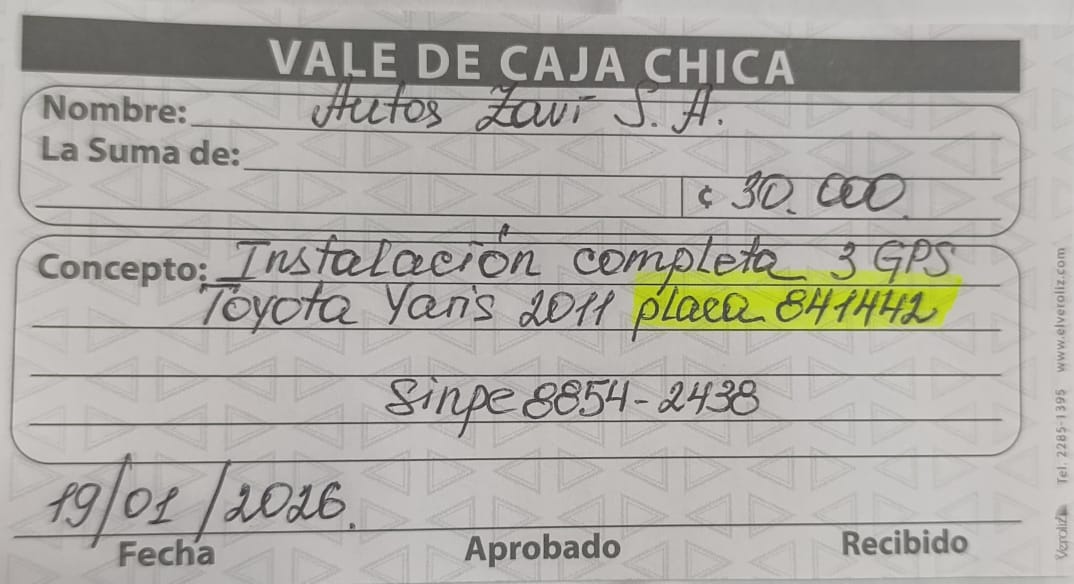 VALE DE CAJA CHICA
Nombre: Autos Zavi S.A.
La Suma de:
¢ 30.000
Concepto: Instalación completa 3 GPS
Toyota Yaris 2011 placa 841442
Sinpe 8854-2438
19/01/2026.
Fecha Aprobado Recibido
Veroliz Tel. 2285-1395 www.elveroliz.com